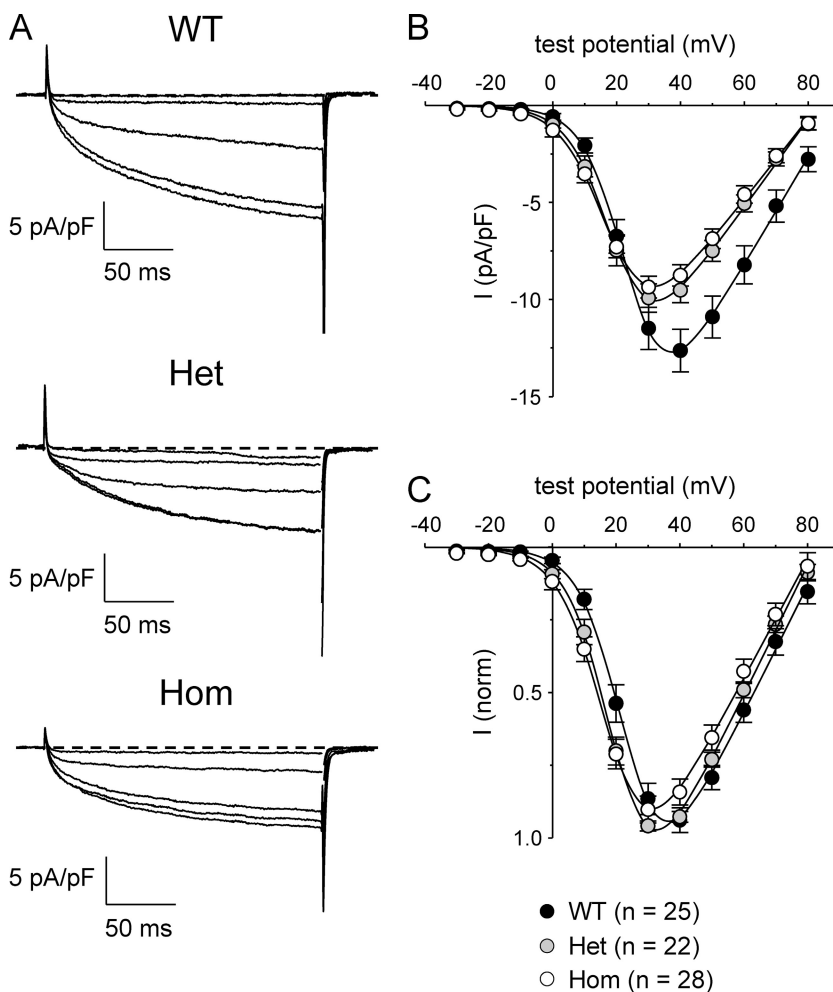 A
WT
5 pA/pF
50 ms
Het
5 pA/pF
50 ms
Hom
5 pA/pF
50 ms
B
test potential (mV)
-40 -20 0 20 40 60 80
-5
-10
-15
I (pA/pF)
C
test potential (mV)
-40 -20 0 20 40 60 80
0.5
1.0
I (norm)
WT (n = 25)
Het (n = 22)
Hom (n = 28)